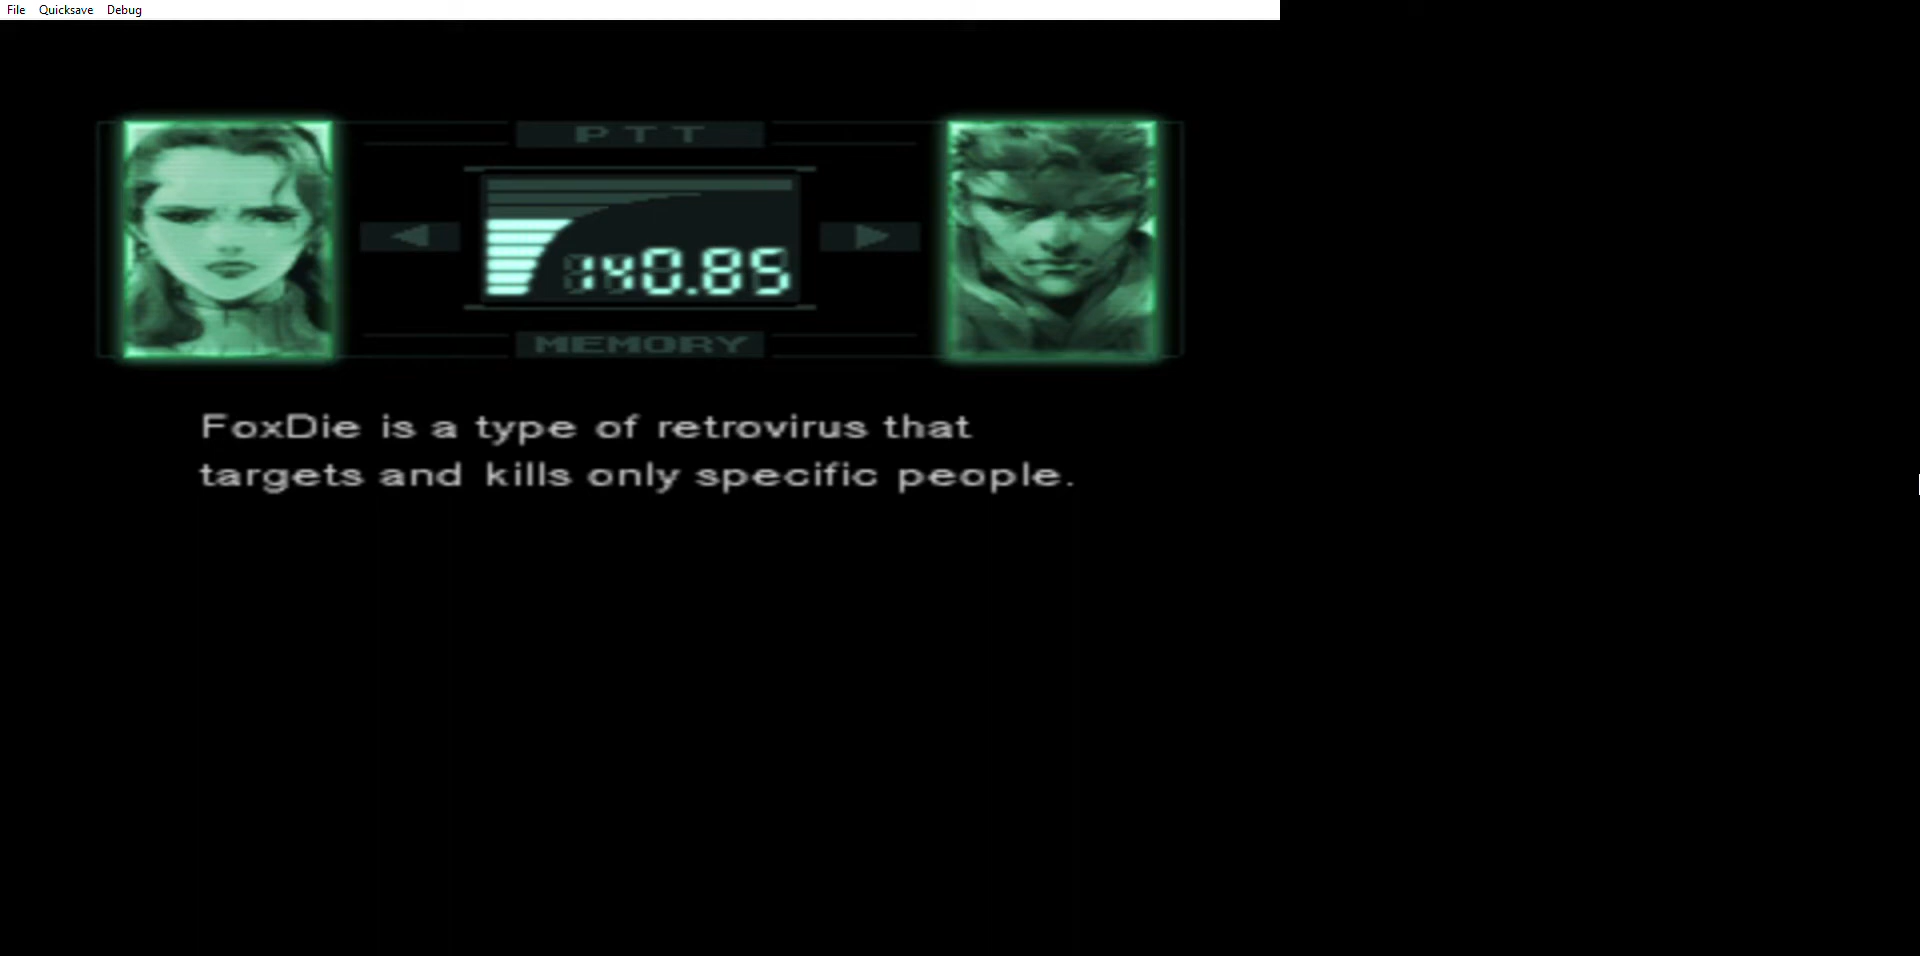 File Quicksave Debug
PTT
140.85
MEMORY
FoxDie is a type of retrovirus that
targets and kills only specific people.